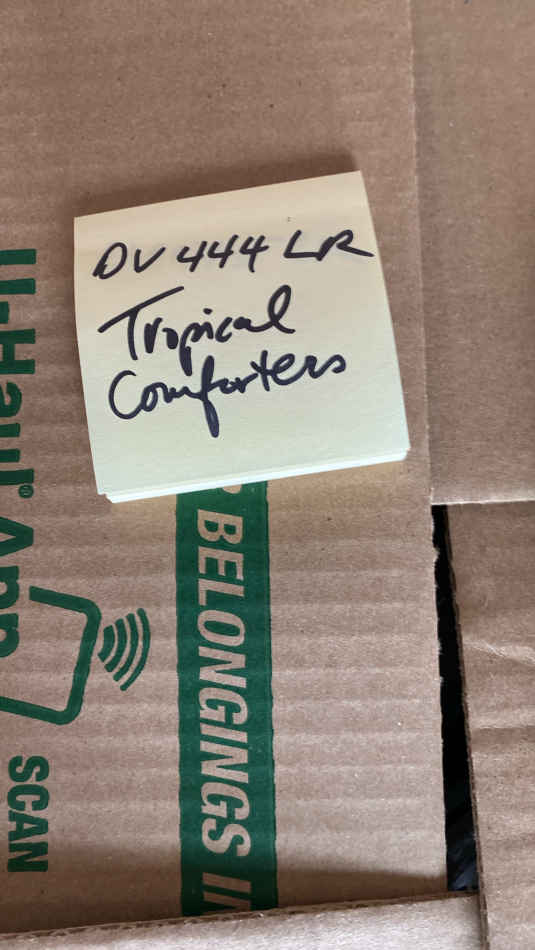 DV 444 LR
Tropical
Comforters
U-Haul® App
SCAN
BELONGINGS